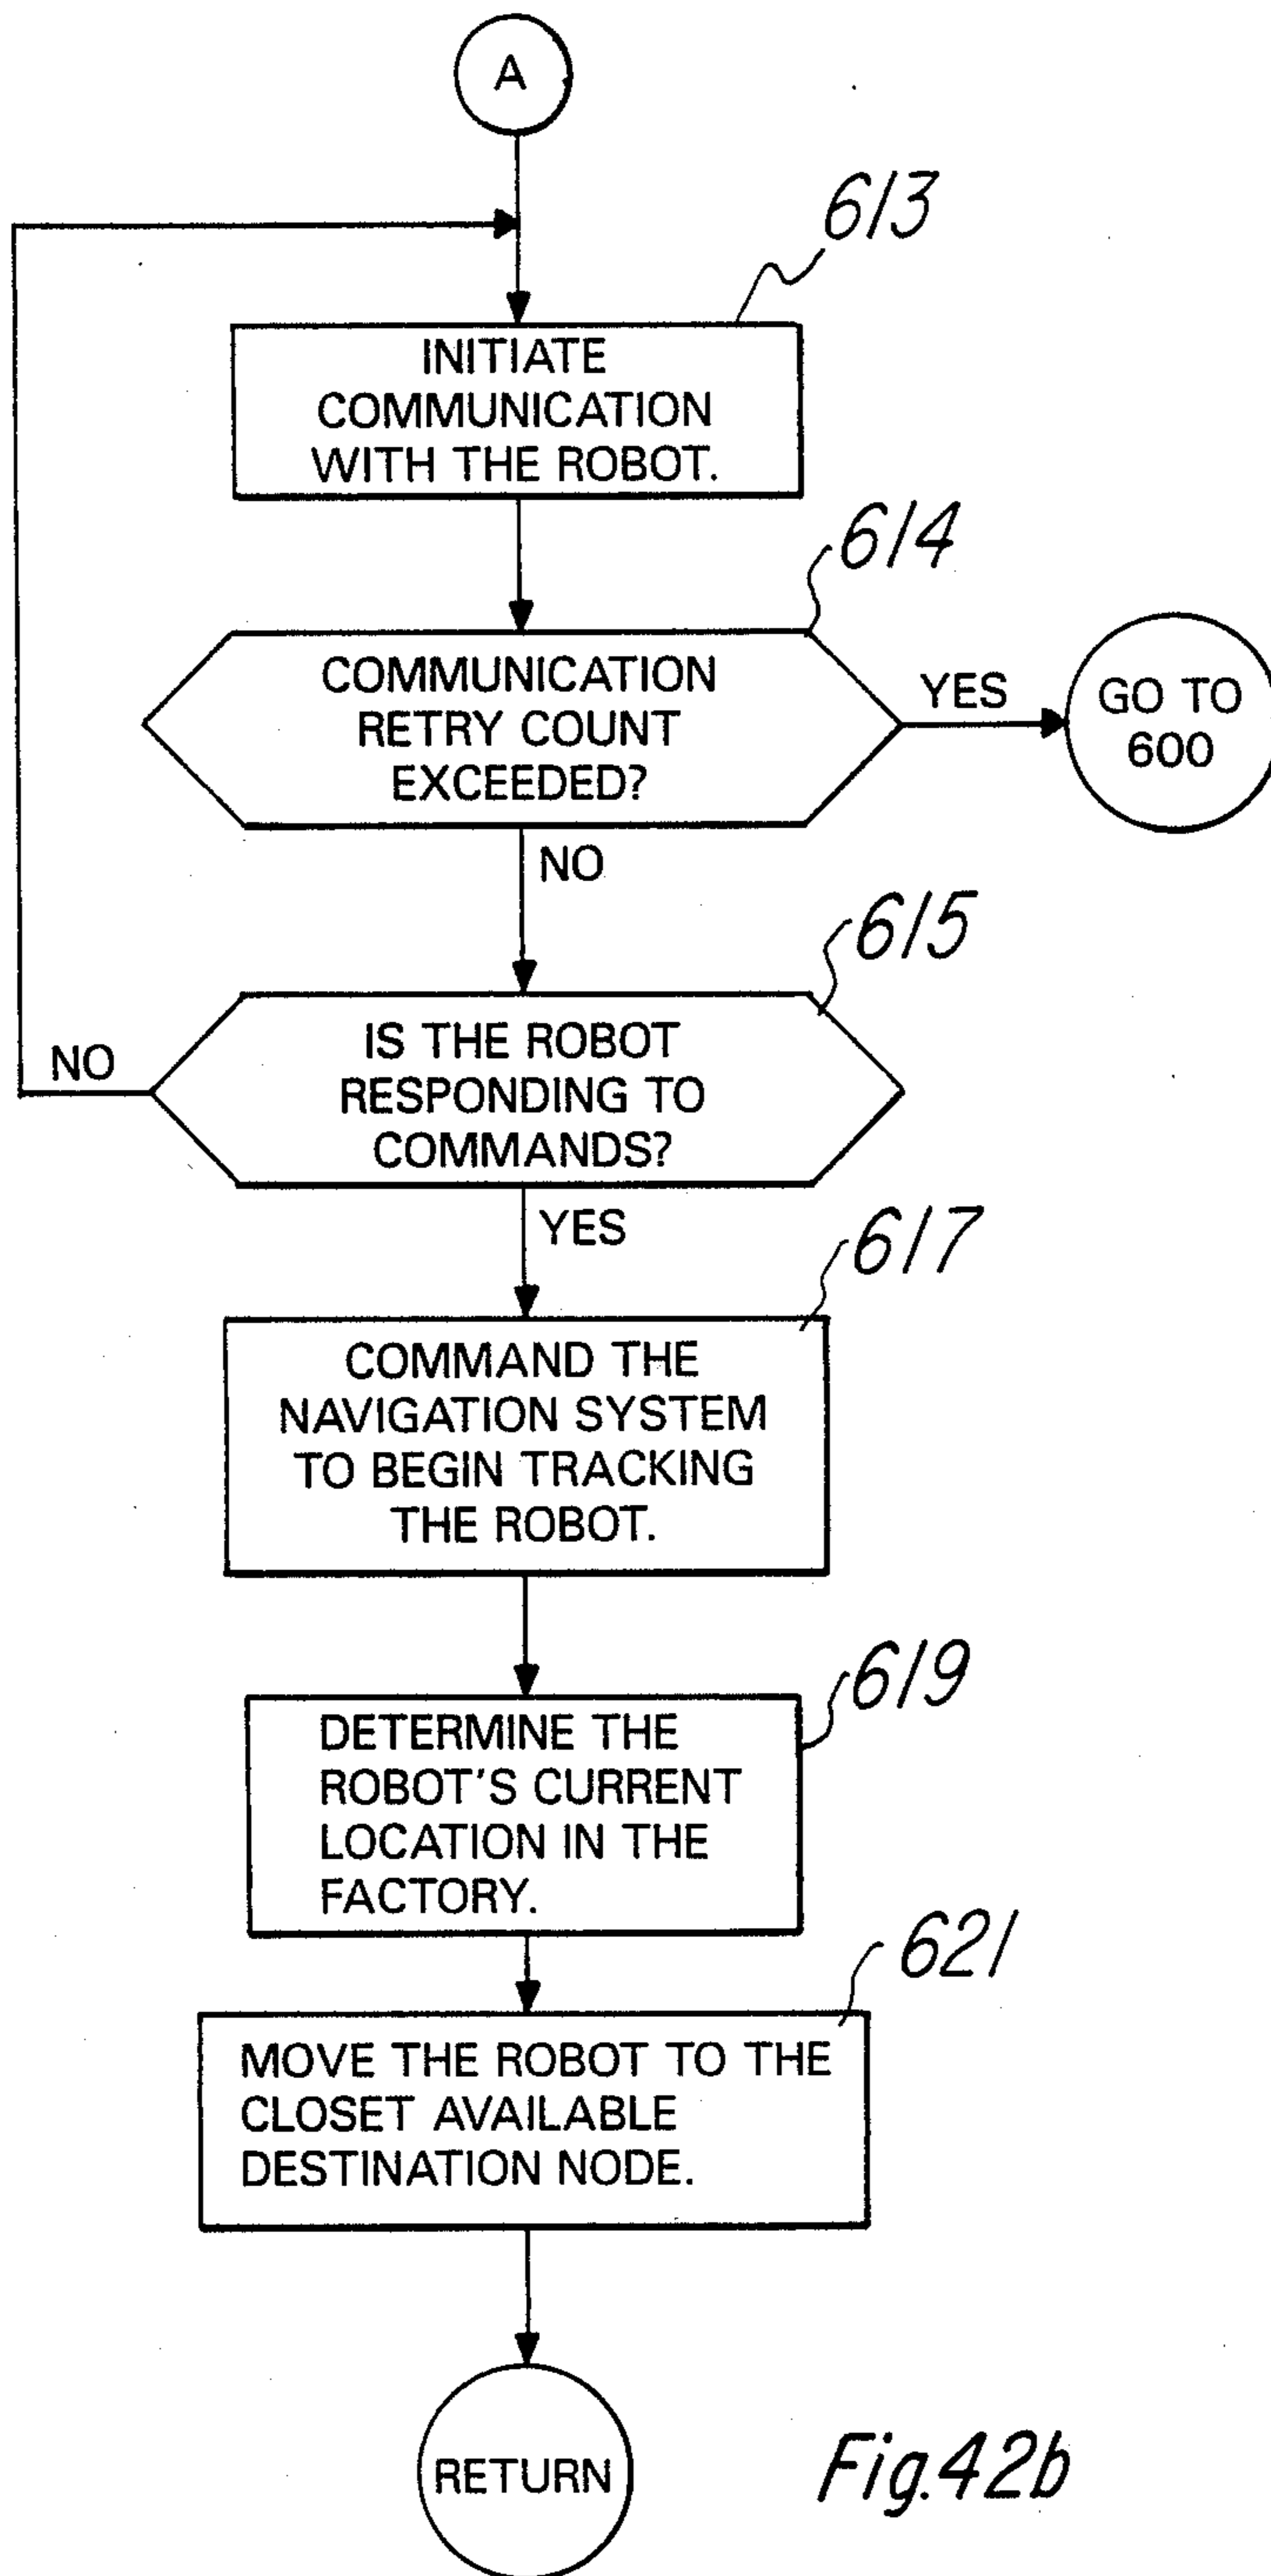 A
613
INITIATE
COMMUNICATION
WITH THE ROBOT.
614
COMMUNICATION
RETRY COUNT
EXCEEDED?
YES
GO TO
600
NO
615
IS THE ROBOT
RESPONDING TO
COMMANDS?
NO
YES
617
COMMAND THE
NAVIGATION SYSTEM
TO BEGIN TRACKING
THE ROBOT.
619
DETERMINE THE
ROBOT'S CURRENT
LOCATION IN THE
FACTORY.
621
MOVE THE ROBOT TO THE
CLOSET AVAILABLE
DESTINATION NODE.
RETURN
Fig.42b